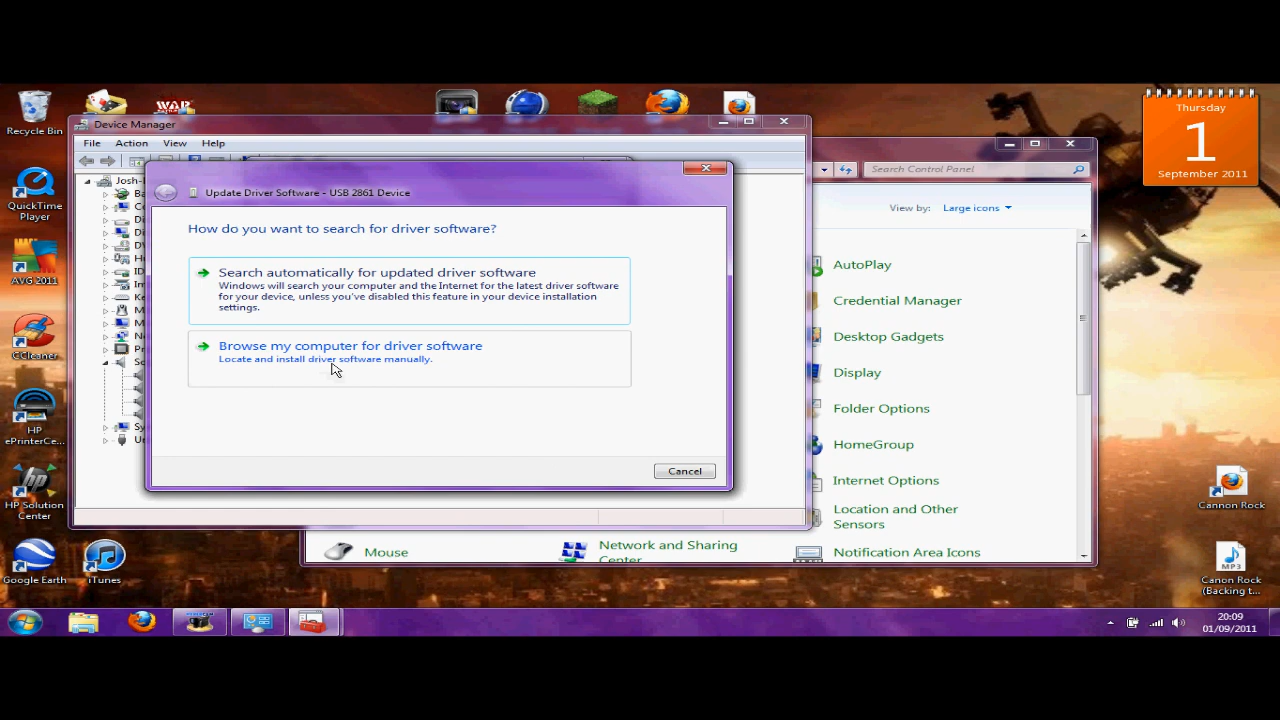 Thursday
1
September 2011
Recycle Bin
WAR
Device Manager
File Action View Help
Search Control Panel
Josh-
Update Driver Software - USB 2861 Device
View by: Large icons
How do you want to search for driver software?
Search automatically for updated driver software
Windows will search your computer and the Internet for the latest driver software
for your device, unless you've disabled this feature in your device installation
settings.
Browse my computer for driver software
Locate and install driver software manually.
Cancel
QuickTime
Player
AVG 2011
CCleaner
HP
ePrinterCe...
HP Solution
Center
Google Earth
iTunes
AutoPlay
Credential Manager
Desktop Gadgets
Display
Folder Options
HomeGroup
Internet Options
Location and Other
Sensors
Mouse
Network and Sharing
Center
Notification Area Icons
Cannon Rock
MP3
Canon Rock
(Backing t...
20:09
01/09/2011